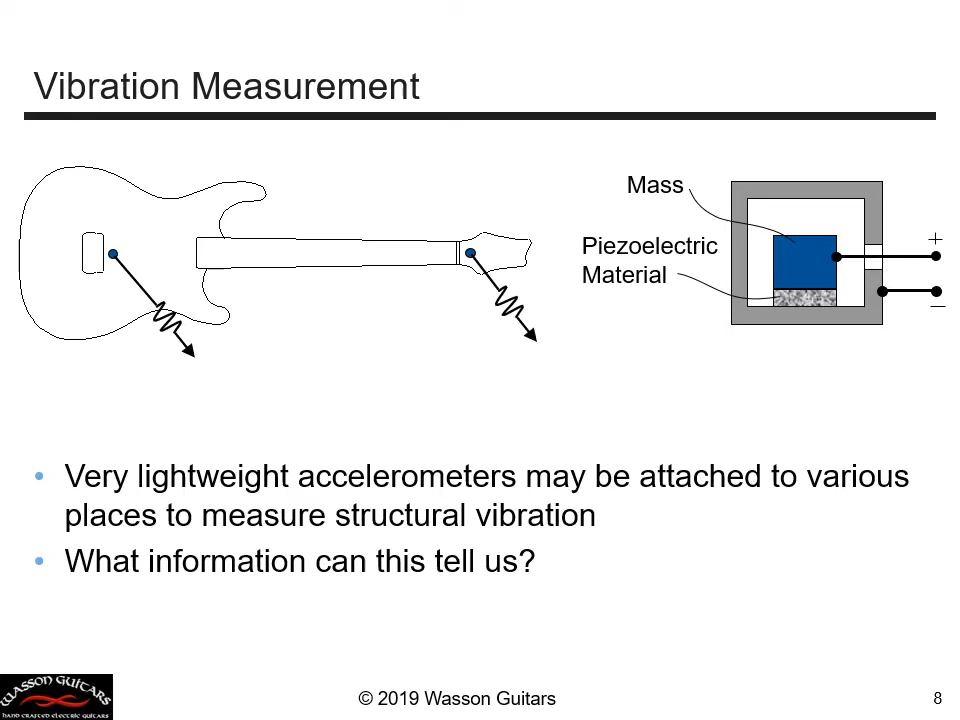 Vibration Measurement
Mass
Piezoelectric
Material
+
–
• Very lightweight accelerometers may be attached to various
places to measure structural vibration
• What information can this tell us?
WASSON GUITARS
HAND CRAFTED ELECTRIC GUITARS
© 2019 Wasson Guitars
8